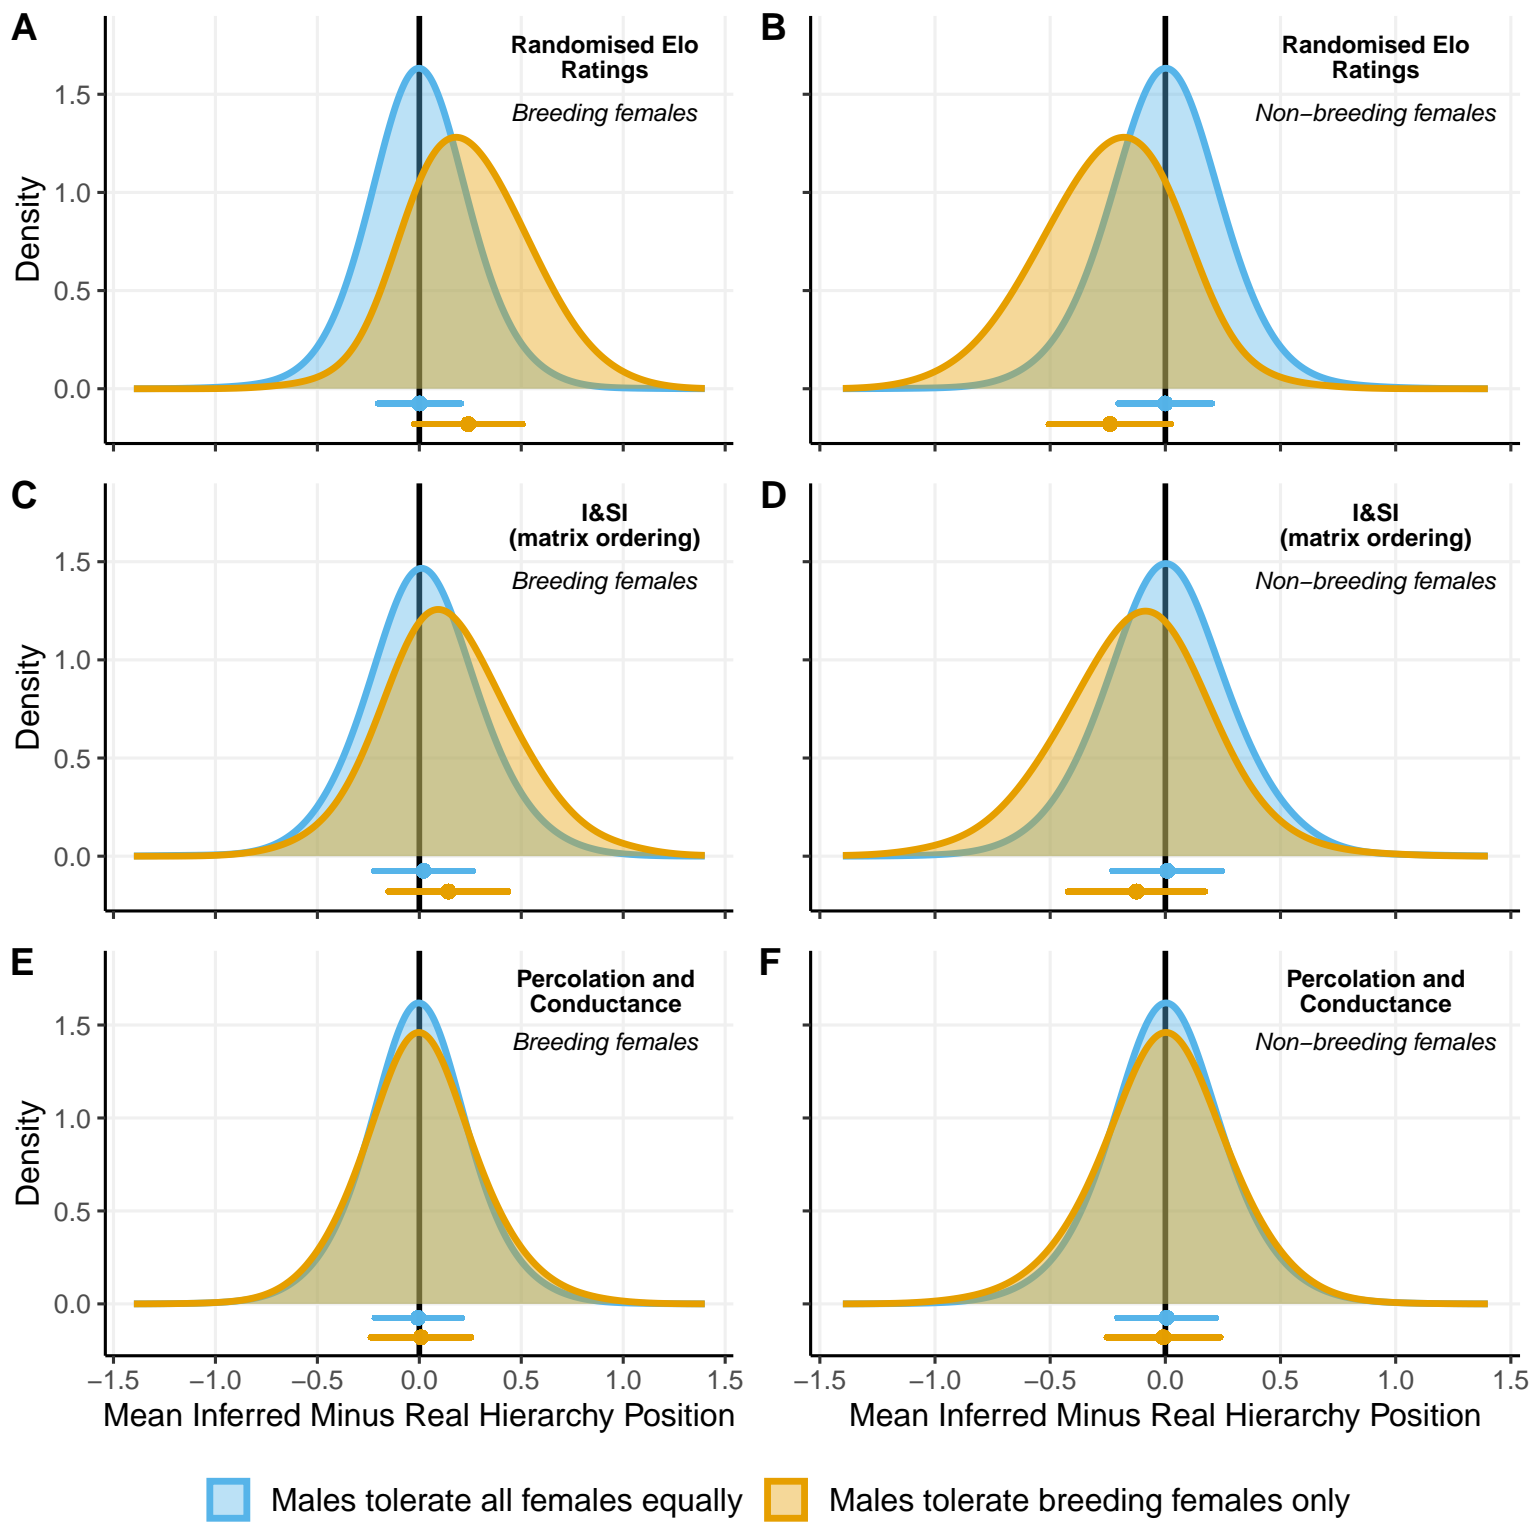 A
Randomised Elo
Ratings
Breeding females
Density
1.5
1.0
0.5
0.0
B
Randomised Elo
Ratings
Non−breeding females
C
I&SI
(matrix ordering)
Breeding females
Density
1.5
1.0
0.5
0.0
D
I&SI
(matrix ordering)
Non−breeding females
E
Percolation and
Conductance
Breeding females
Density
1.5
1.0
0.5
0.0
−1.5 −1.0 −0.5 0.0 0.5 1.0 1.5
Mean Inferred Minus Real Hierarchy Position
F
Percolation and
Conductance
Non−breeding females
−1.5 −1.0 −0.5 0.0 0.5 1.0 1.5
Mean Inferred Minus Real Hierarchy Position
Males tolerate all females equally Males tolerate breeding females only